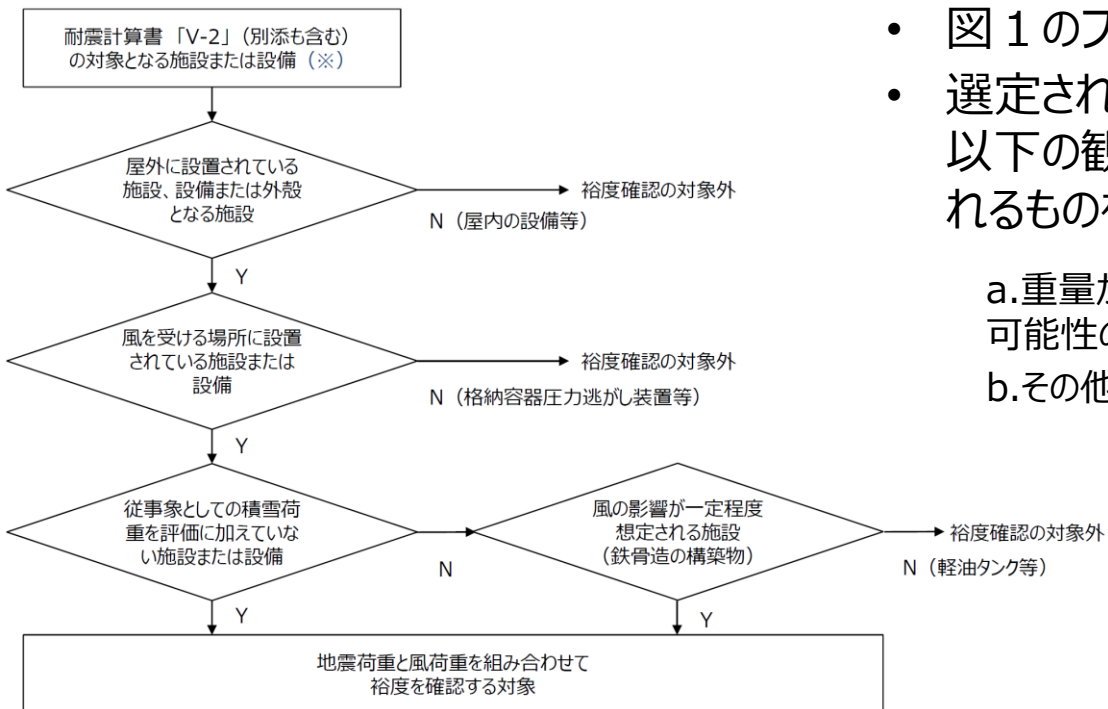 耐震計算書 「V-2」(別添も含む)
の対象となる施設または設備(※)
屋外に設置されている
施設、設備または外殻
となる施設
裕度確認の対象外
N(屋内の設備等)
Y
風を受ける場所に設置
されている施設または
設備
裕度確認の対象外
N(格納容器圧力逃がし装置等)
Y
従事象としての積雪荷
重を評価に加えていな
い施設または設備
N
風の影響が一定程度
想定される施設
(鉄骨造の構築物)
裕度確認の対象外
N(軽油タンク等)
Y
Y
地震荷重と風荷重を組み合わせて
裕度を確認する対象
• 図1のフ
• 選定され
以下の観
れるものを
a.重量が
可能性の
b.その他